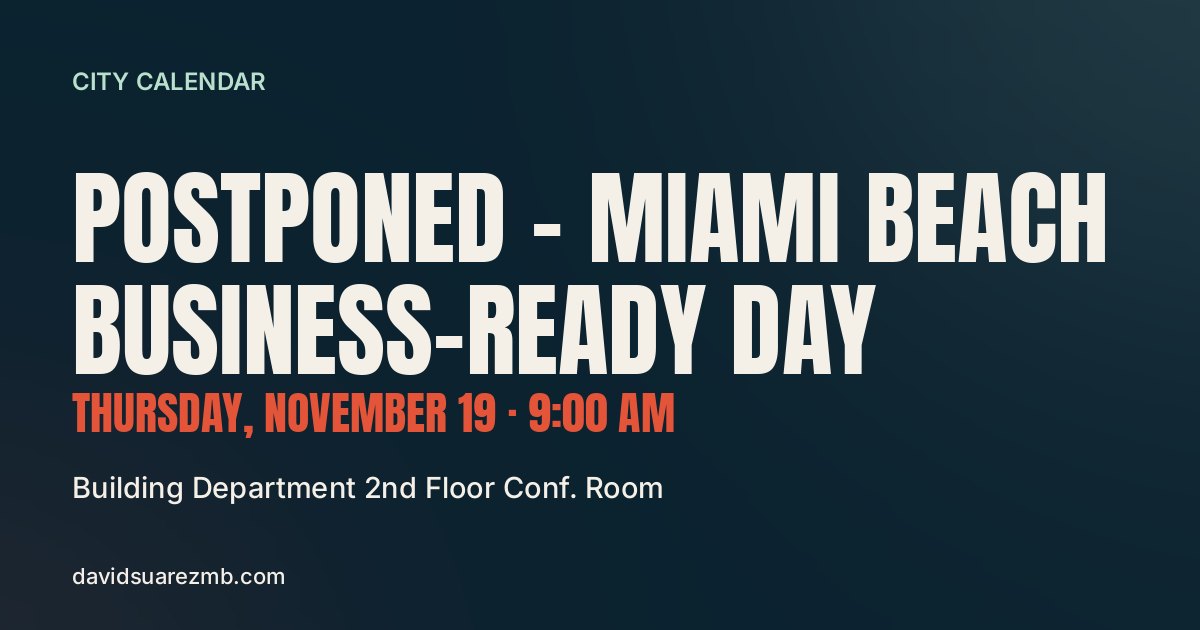 CITY CALENDAR
POSTPONED - MIAMI BEACH
BUSINESS-READY DAY
THURSDAY, NOVEMBER 19 · 9:00 AM
Building Department 2nd Floor Conf. Room
davidsuarezmb.com